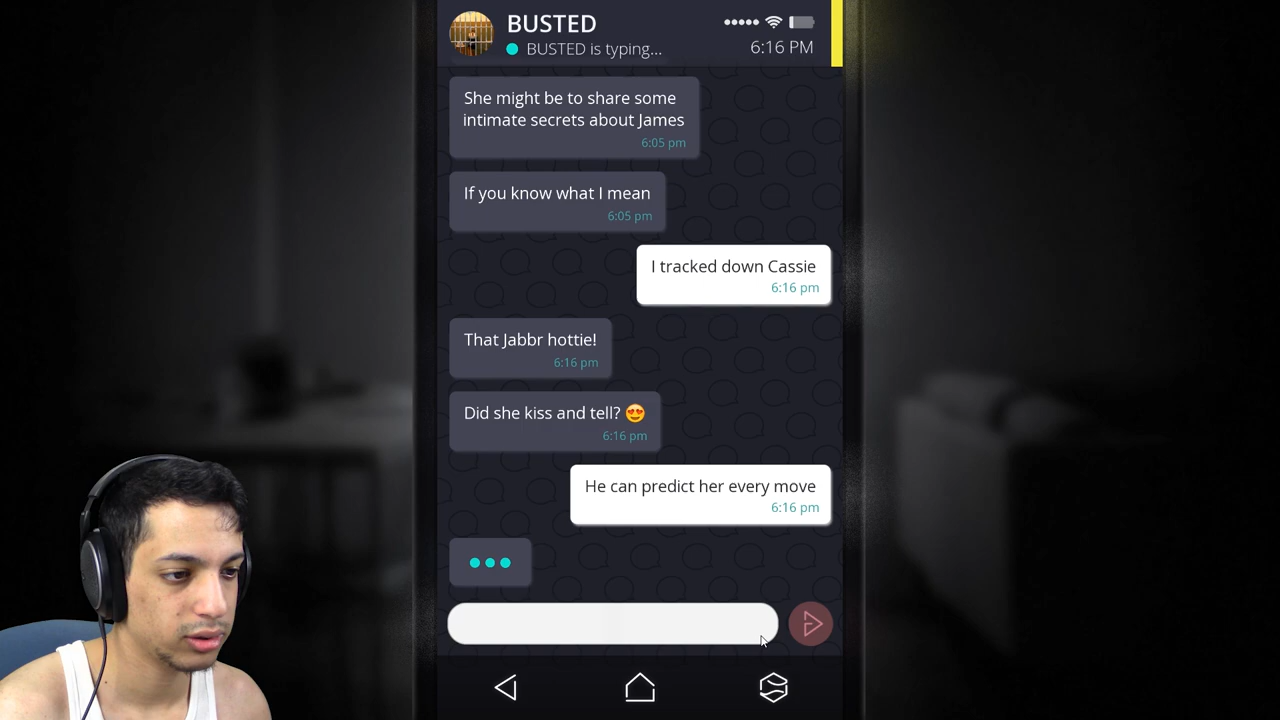 BUSTED
BUSTED is typing...
6:16 PM
She might be to share some
intimate secrets about James
6:05 pm
If you know what I mean
6:05 pm
I tracked down Cassie
6:16 pm
That Jabbr hottie!
6:16 pm
Did she kiss and tell? 😍
6:16 pm
He can predict her every move
6:16 pm